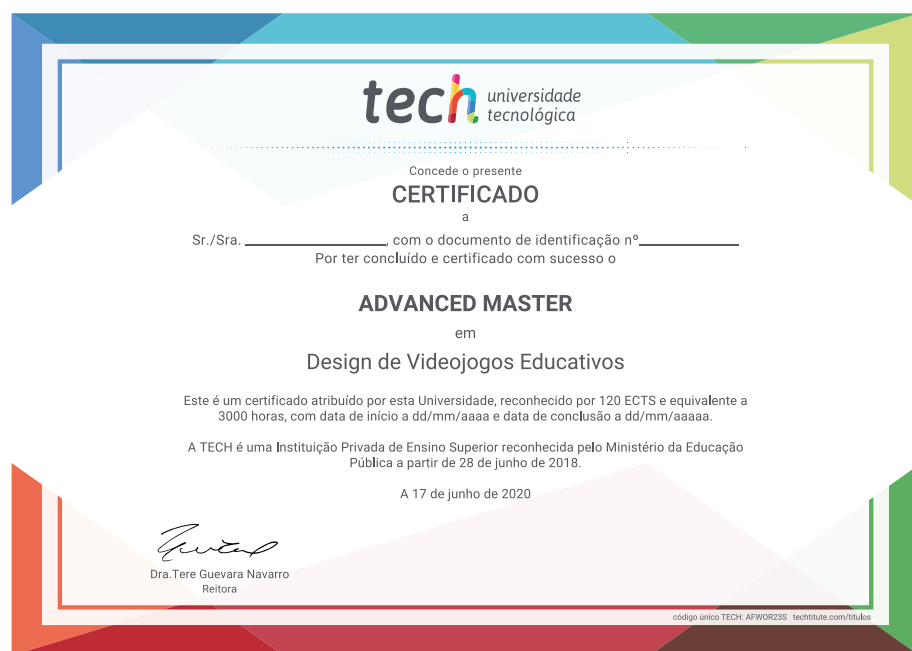 tech universidade
tecnológica
Concede o presente
CERTIFICADO
a
Sr./Sra. ________________, com o documento de identificação nº____________
Por ter concluído e certificado com sucesso o
ADVANCED MASTER
em
Design de Videojogos Educativos
Este é um certificado atribuído por esta Universidade, reconhecido por 120 ECTS e equivalente a
3000 horas, com data de início a dd/mm/aaaa e data de conclusão a dd/mm/aaaaa.
A TECH é uma Instituição Privada de Ensino Superior reconhecida pelo Ministério da Educação
Pública a partir de 28 de junho de 2018.
A 17 de junho de 2020
Dra.Tere Guevara Navarro
Reitora
código único TECH: AFWOR23S techtitute.com/titulos